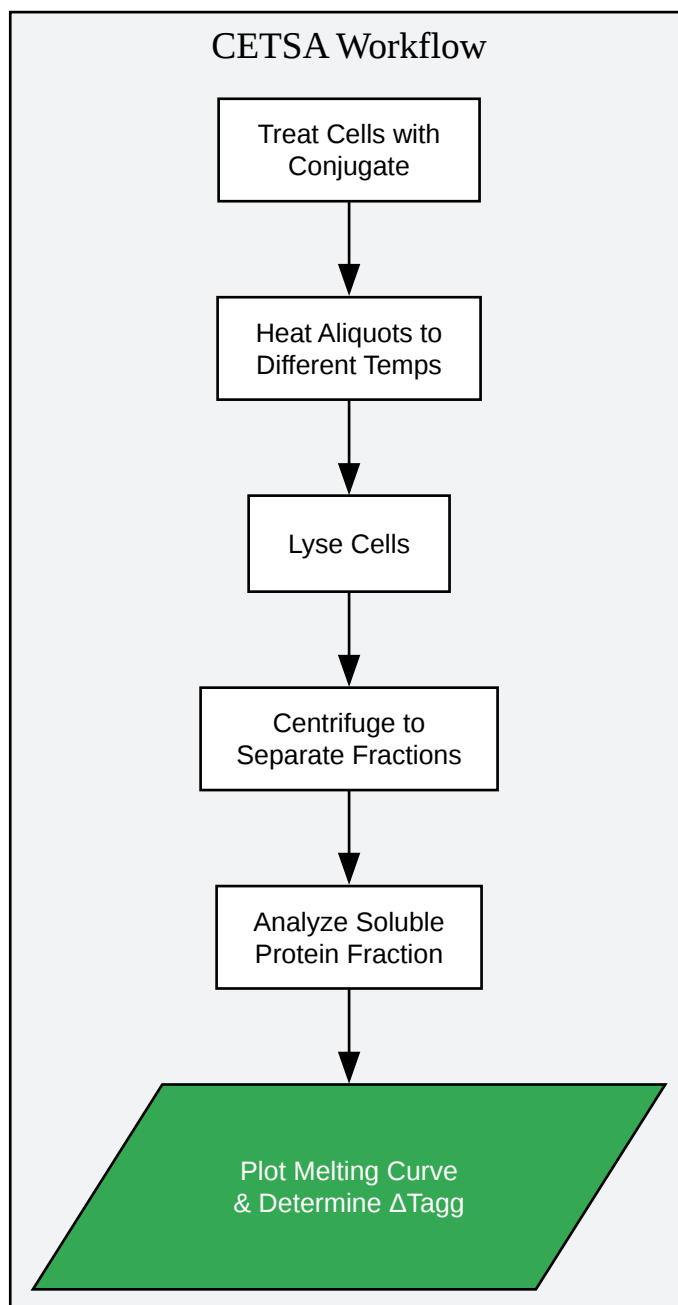 CETSA Workflow
Treat Cells with
Conjugate
Heat Aliquots to
Different Temps
Lyse Cells
Centrifuge to
Separate Fractions
Analyze Soluble
Protein Fraction
Plot Melting Curve
& Determine ΔTagg